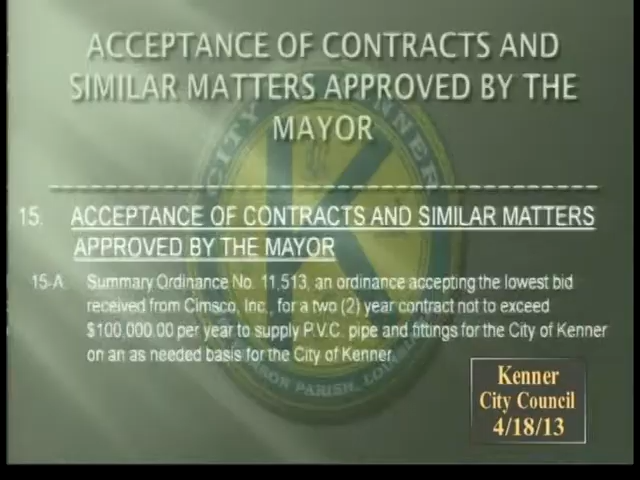 ACCEPTANCE OF CONTRACTS AND
SIMILAR MATTERS APPROVED BY THE
MAYOR
15. ACCEPTANCE OF CONTRACTS AND SIMILAR MATTERS
APPROVED BY THE MAYOR
15-A. Summary Ordinance No. 11,513, an ordinance accepting the lowest bid
received from Cimsco, Inc., for a two (2) year contract not to exceed
$100,000.00 per year to supply P.V.C. pipe and fittings for the City of Kenner
on an as needed basis for the City of Kenner.
Kenner
City Council
4/18/13
CITY KENNER
PARISH,